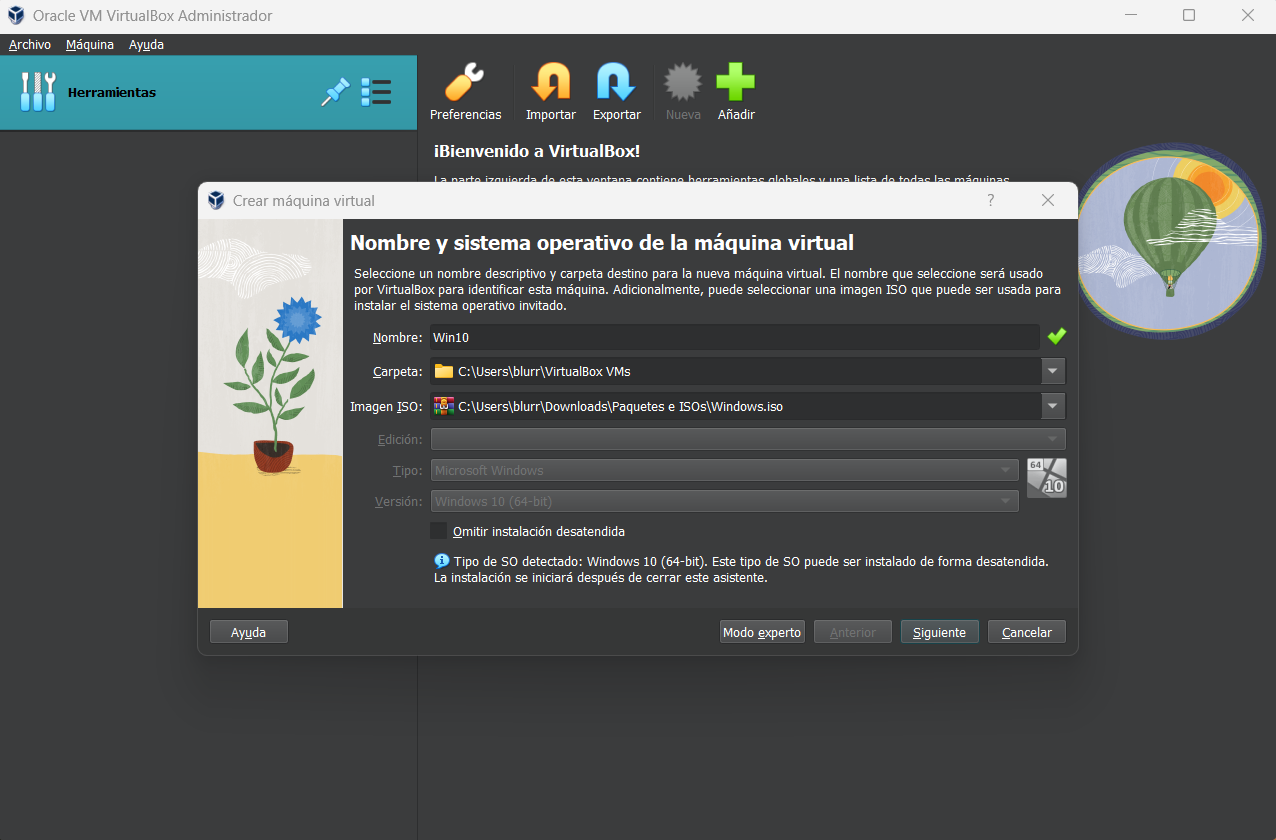 Oracle VM VirtualBox Administrador
Archivo Máquina Ayuda
Herramientas
Preferencias Importar Exportar Nueva Añadir
¡Bienvenido a VirtualBox!
La parte izquierda de esta ventana contiene herramientas globales y una lista de todas las máquinas
Crear máquina virtual ?
Nombre y sistema operativo de la máquina virtual
Seleccione un nombre descriptivo y carpeta destino para la nueva máquina virtual. El nombre que seleccione será usado
por VirtualBox para identificar esta máquina. Adicionalmente, puede seleccionar una imagen ISO que puede ser usada para
instalar el sistema operativo invitado.
Nombre: Win10
Carpeta: C:\Users\blurr\VirtualBox VMs
Imagen ISO: C:\Users\blurr\Downloads\Paquetes e ISOs\Windows.iso
Edición:
Tipo: Microsoft Windows
64
10
Versión: Windows 10 (64-bit)
Omitir instalación desatendida
Tipo de SO detectado: Windows 10 (64-bit). Este tipo de SO puede ser instalado de forma desatendida.
La instalación se iniciará después de cerrar este asistente.
Ayuda Modo experto Anterior Siguiente Cancelar